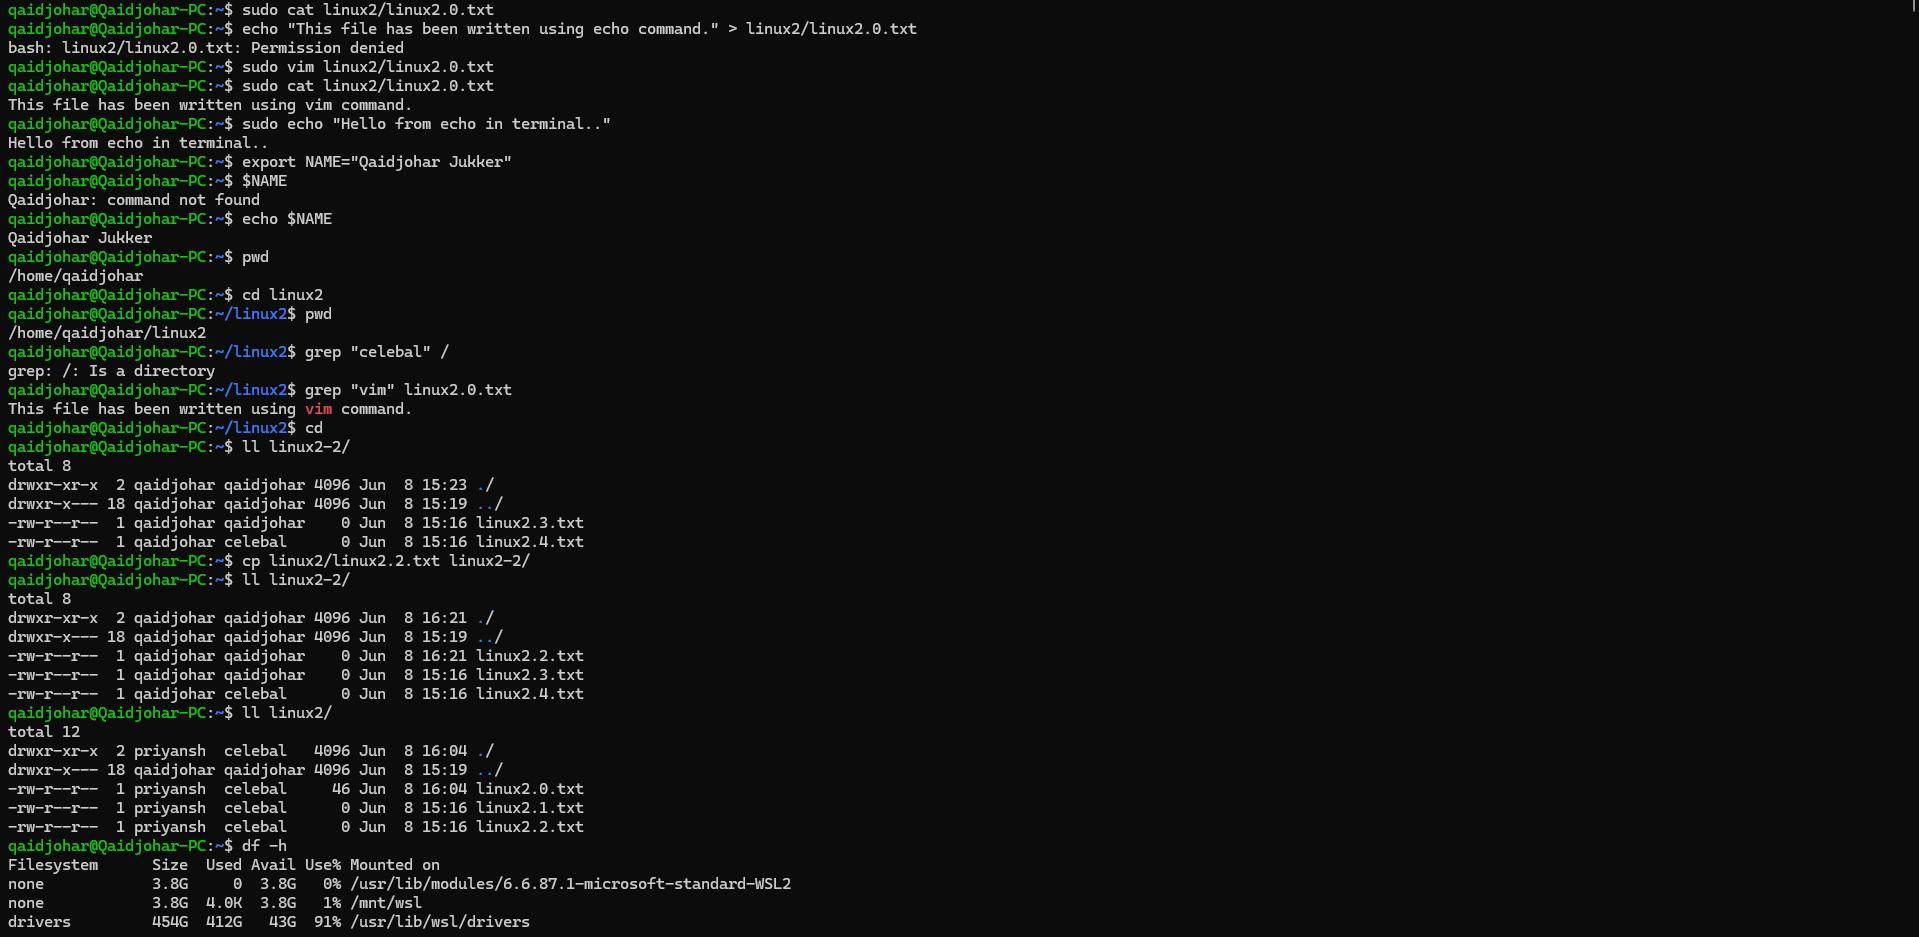 qaidjohar@Qaidjohar-PC:~$ sudo cat linux2/linux2.0.txt
qaidjohar@Qaidjohar-PC:~$ echo "This file has been written using echo command." > linux2/linux2.0.txt
bash: linux2/linux2.0.txt: Permission denied
qaidjohar@Qaidjohar-PC:~$ sudo vim linux2/linux2.0.txt
qaidjohar@Qaidjohar-PC:~$ sudo cat linux2/linux2.0.txt
This file has been written using vim command.
qaidjohar@Qaidjohar-PC:~$ sudo echo "Hello from echo in terminal.."
Hello from echo in terminal..
qaidjohar@Qaidjohar-PC:~$ export NAME="Qaidjohar Jukker"
qaidjohar@Qaidjohar-PC:~$ $NAME
Qaidjohar: command not found
qaidjohar@Qaidjohar-PC:~$ echo $NAME
Qaidjohar Jukker
qaidjohar@Qaidjohar-PC:~$ pwd
/home/qaidjohar
qaidjohar@Qaidjohar-PC:~$ cd linux2
qaidjohar@Qaidjohar-PC:~/linux2$ pwd
/home/qaidjohar/linux2
qaidjohar@Qaidjohar-PC:~/linux2$ grep "celebal" /
grep: /: Is a directory
qaidjohar@Qaidjohar-PC:~/linux2$ grep "vim" linux2.0.txt
This file has been written using vim command.
qaidjohar@Qaidjohar-PC:~/linux2$ cd
qaidjohar@Qaidjohar-PC:~$ ll linux2-2/
total 8
drwxr-xr-x  2 qaidjohar qaidjohar 4096 Jun  8 15:23 ./
drwxr-x--- 18 qaidjohar qaidjohar 4096 Jun  8 15:19 ../
-rw-r--r--  1 qaidjohar qaidjohar    0 Jun  8 15:16 linux2.3.txt
-rw-r--r--  1 qaidjohar celebal      0 Jun  8 15:16 linux2.4.txt
qaidjohar@Qaidjohar-PC:~$ cp linux2/linux2.2.txt linux2-2/
qaidjohar@Qaidjohar-PC:~$ ll linux2-2/
total 8
drwxr-xr-x  2 qaidjohar qaidjohar 4096 Jun  8 16:21 ./
drwxr-x--- 18 qaidjohar qaidjohar 4096 Jun  8 15:19 ../
-rw-r--r--  1 qaidjohar qaidjohar    0 Jun  8 16:21 linux2.2.txt
-rw-r--r--  1 qaidjohar qaidjohar    0 Jun  8 15:16 linux2.3.txt
-rw-r--r--  1 qaidjohar celebal      0 Jun  8 15:16 linux2.4.txt
qaidjohar@Qaidjohar-PC:~$ ll linux2/
total 12
drwxr-xr-x  2 priyansh  celebal   4096 Jun  8 16:04 ./
drwxr-x--- 18 qaidjohar qaidjohar 4096 Jun  8 15:19 ../
-rw-r--r--  1 priyansh  celebal     46 Jun  8 16:04 linux2.0.txt
-rw-r--r--  1 priyansh  celebal      0 Jun  8 15:16 linux2.1.txt
-rw-r--r--  1 priyansh  celebal      0 Jun  8 15:16 linux2.2.txt
qaidjohar@Qaidjohar-PC:~$ df -h
Filesystem      Size  Used Avail Use% Mounted on
none            3.8G     0  3.8G   0% /usr/lib/modules/6.6.87.1-microsoft-standard-WSL2
none            3.8G  4.0K  3.8G   1% /mnt/wsl
drivers         454G  412G   43G  91% /usr/lib/wsl/drivers